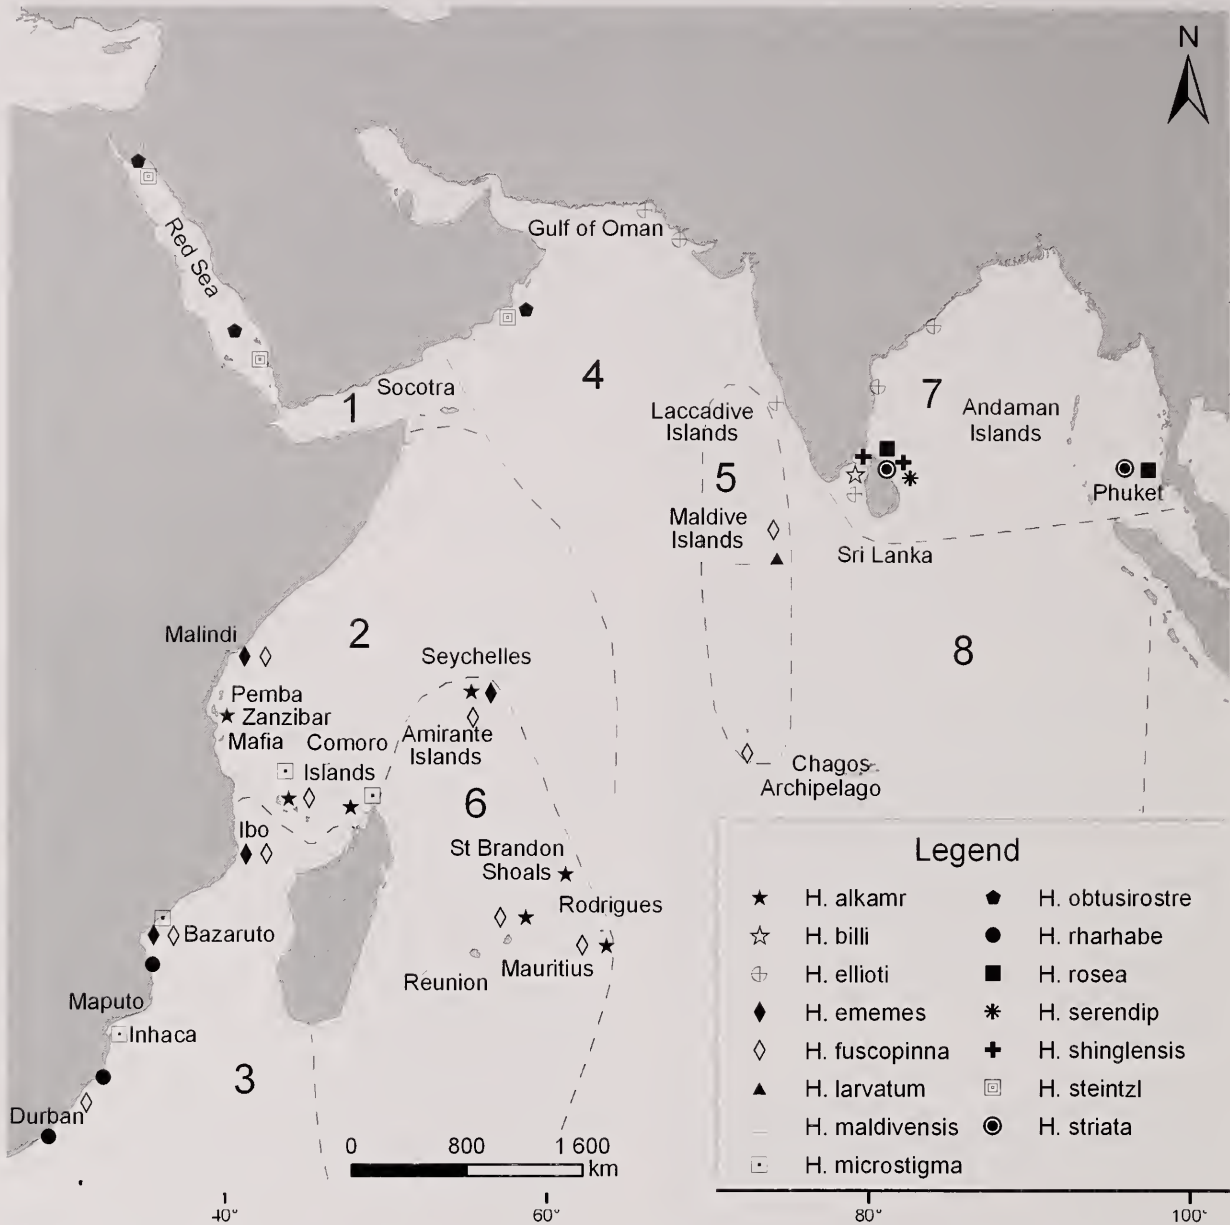 N
Red Sea
Gulf of Oman
4
Socotra
1
Laccadive
Islands
7
Andaman
Islands
5
Maldive
Islands
Phuket
Sri Lanka
Malindi
2
Seychelles
8
Pemba
Zanzibar
Mafia
Comoro
Islands
Amirante
Islands
Chagos
Archipelago
6
Ibo
St Brandon
Shoals
Rodrigues
Bazaruto
Mauritius
Réunion
Maputo
Inhaca
3
Durban
0 800 1 600
km
Legend
H. alkamr
H. billi
H. ellioti
H. ememes
H. fuscopinna
H. larvatum
H. maldivensis
H. microstigma
H. obtusirostre
H. rharhabe
H. rosea
H. serendip
H. shinglensis
H. steintzl
H. striata
40° 60° 80° 100°